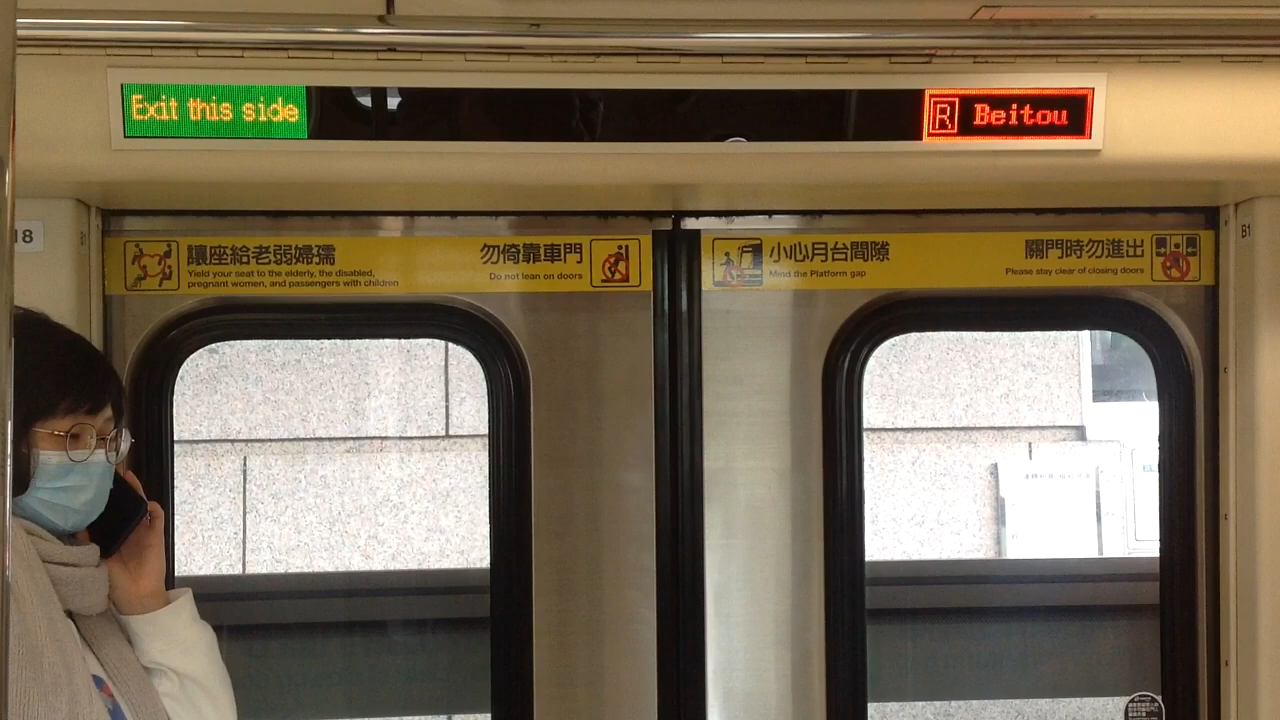 Exit this side
R Beitou
18
B1
讓座給老弱婦孺
Yield your seat to the elderly, the disabled,
pregnant women, and passengers with children
勿倚靠車門
Do not lean on doors
小心月台間隙
Mind the Platform gap
關門時勿進出
Please stay clear of closing doors
B1